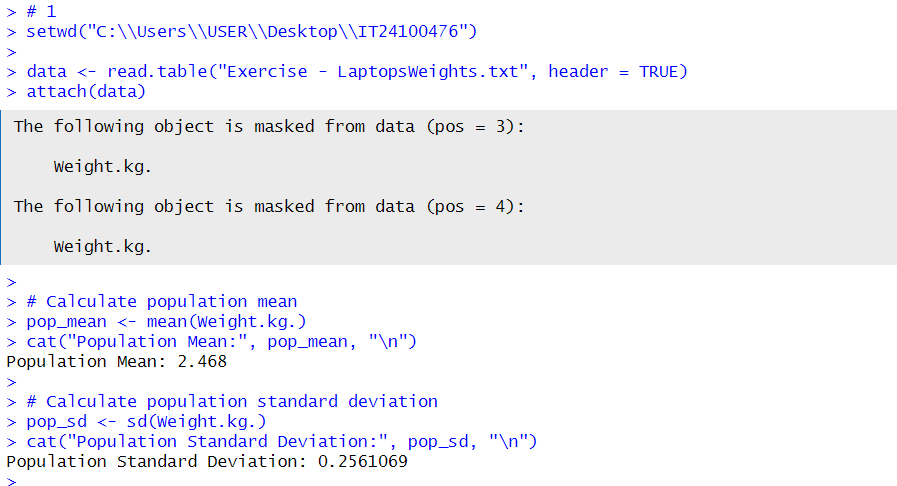 > # 1
> setwd("C:\\Users\\USER\\Desktop\\IT24100476")
>
> data <- read.table("Exercise - LaptopsWeights.txt", header = TRUE)
> attach(data)
The following object is masked from data (pos = 3):
    Weight.kg.
The following object is masked from data (pos = 4):
    Weight.kg.
>
> # Calculate population mean
> pop_mean <- mean(Weight.kg.)
> cat("Population Mean:", pop_mean, "\n")
Population Mean: 2.468
>
> # Calculate population standard deviation
> pop_sd <- sd(Weight.kg.)
> cat("Population Standard Deviation:", pop_sd, "\n")
Population Standard Deviation: 0.2561069
>